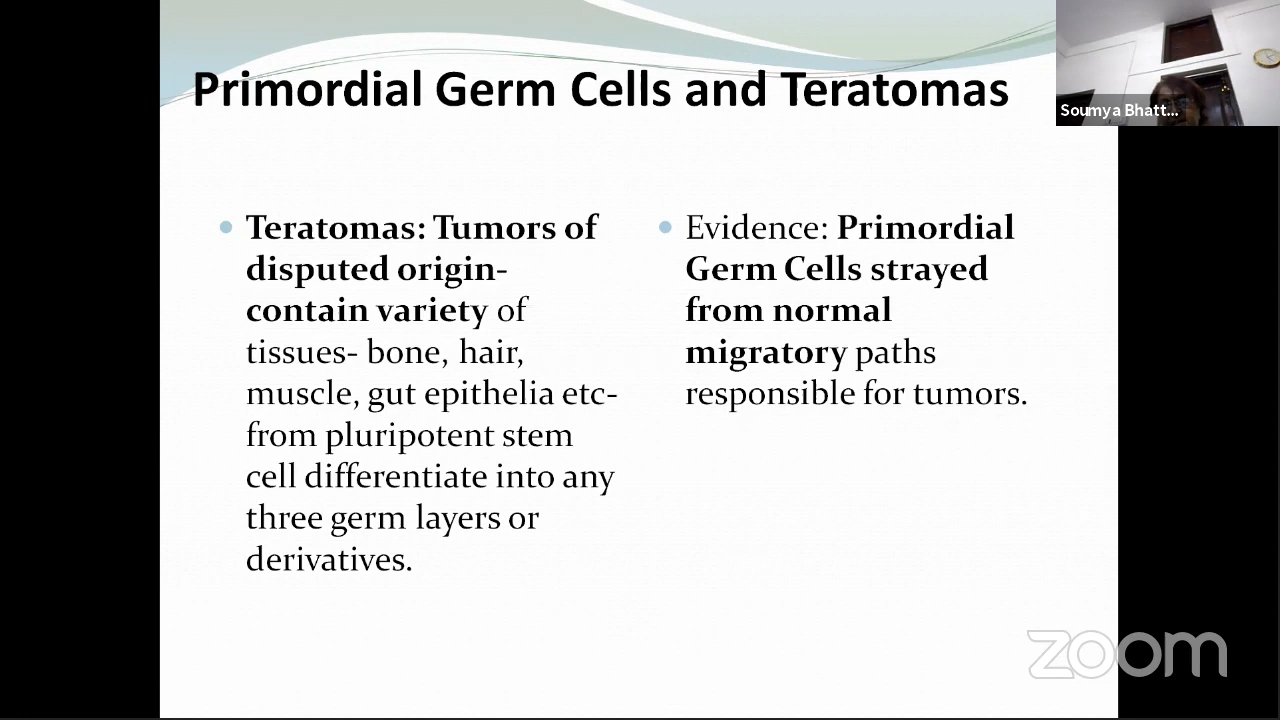 Primordial Germ Cells and Teratomas
Soumya Bhatt...
Teratomas: Tumors of
disputed origin-
contain variety of
tissues- bone, hair,
muscle, gut epithelia etc-
from pluripotent stem
cell differentiate into any
three germ layers or
derivatives.
Evidence: Primordial
Germ Cells strayed
from normal
migratory paths
responsible for tumors.
zoom